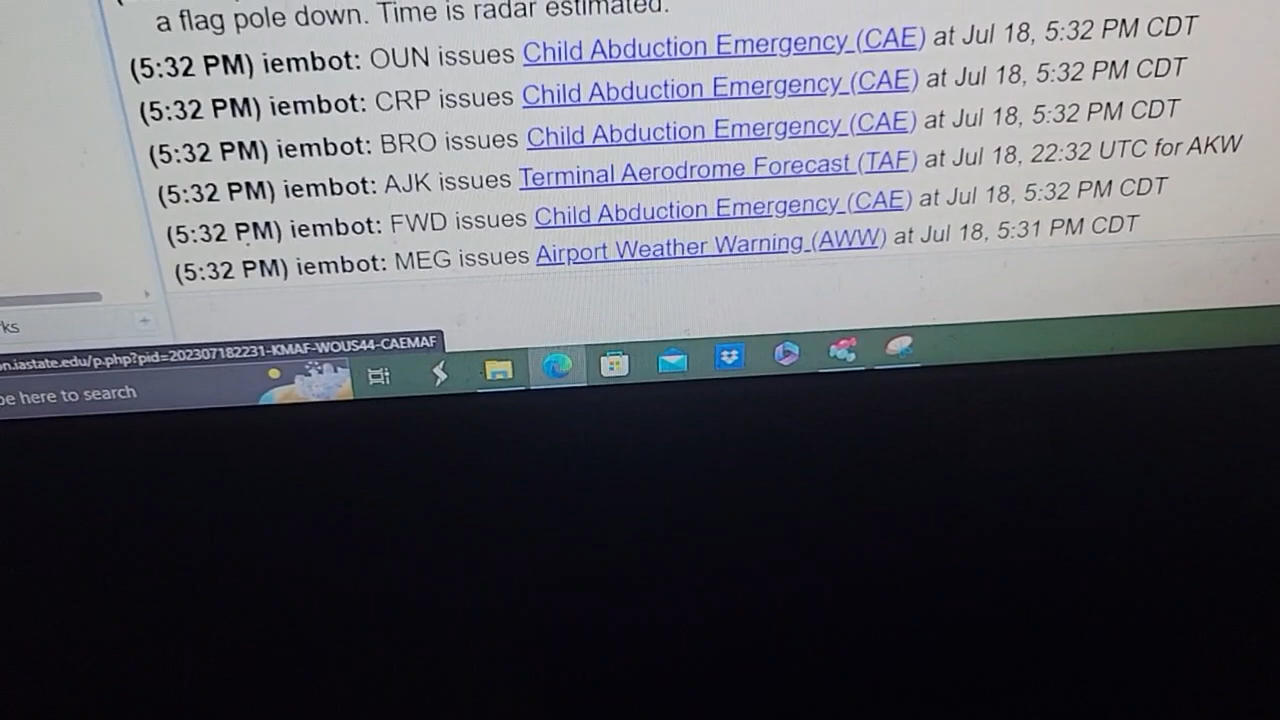 a flag pole down. Time is radar estimated.
(5:32 PM) iembot: OUN issues Child Abduction Emergency (CAE) at Jul 18, 5:32 PM CDT
(5:32 PM) iembot: CRP issues Child Abduction Emergency (CAE) at Jul 18, 5:32 PM CDT
(5:32 PM) iembot: BRO issues Child Abduction Emergency (CAE) at Jul 18, 5:32 PM CDT
(5:32 PM) iembot: AJK issues Terminal Aerodrome Forecast (TAF) at Jul 18, 22:32 UTC for AKW
(5:32 PM) iembot: FWD issues Child Abduction Emergency (CAE) at Jul 18, 5:32 PM CDT
(5:32 PM) iembot: MEG issues Airport Weather Warning (AWW) at Jul 18, 5:31 PM CDT
ks
n.iastate.edu/p.php?pid=202307182231-KMAF-WOUS44-CAEMAF
pe here to search